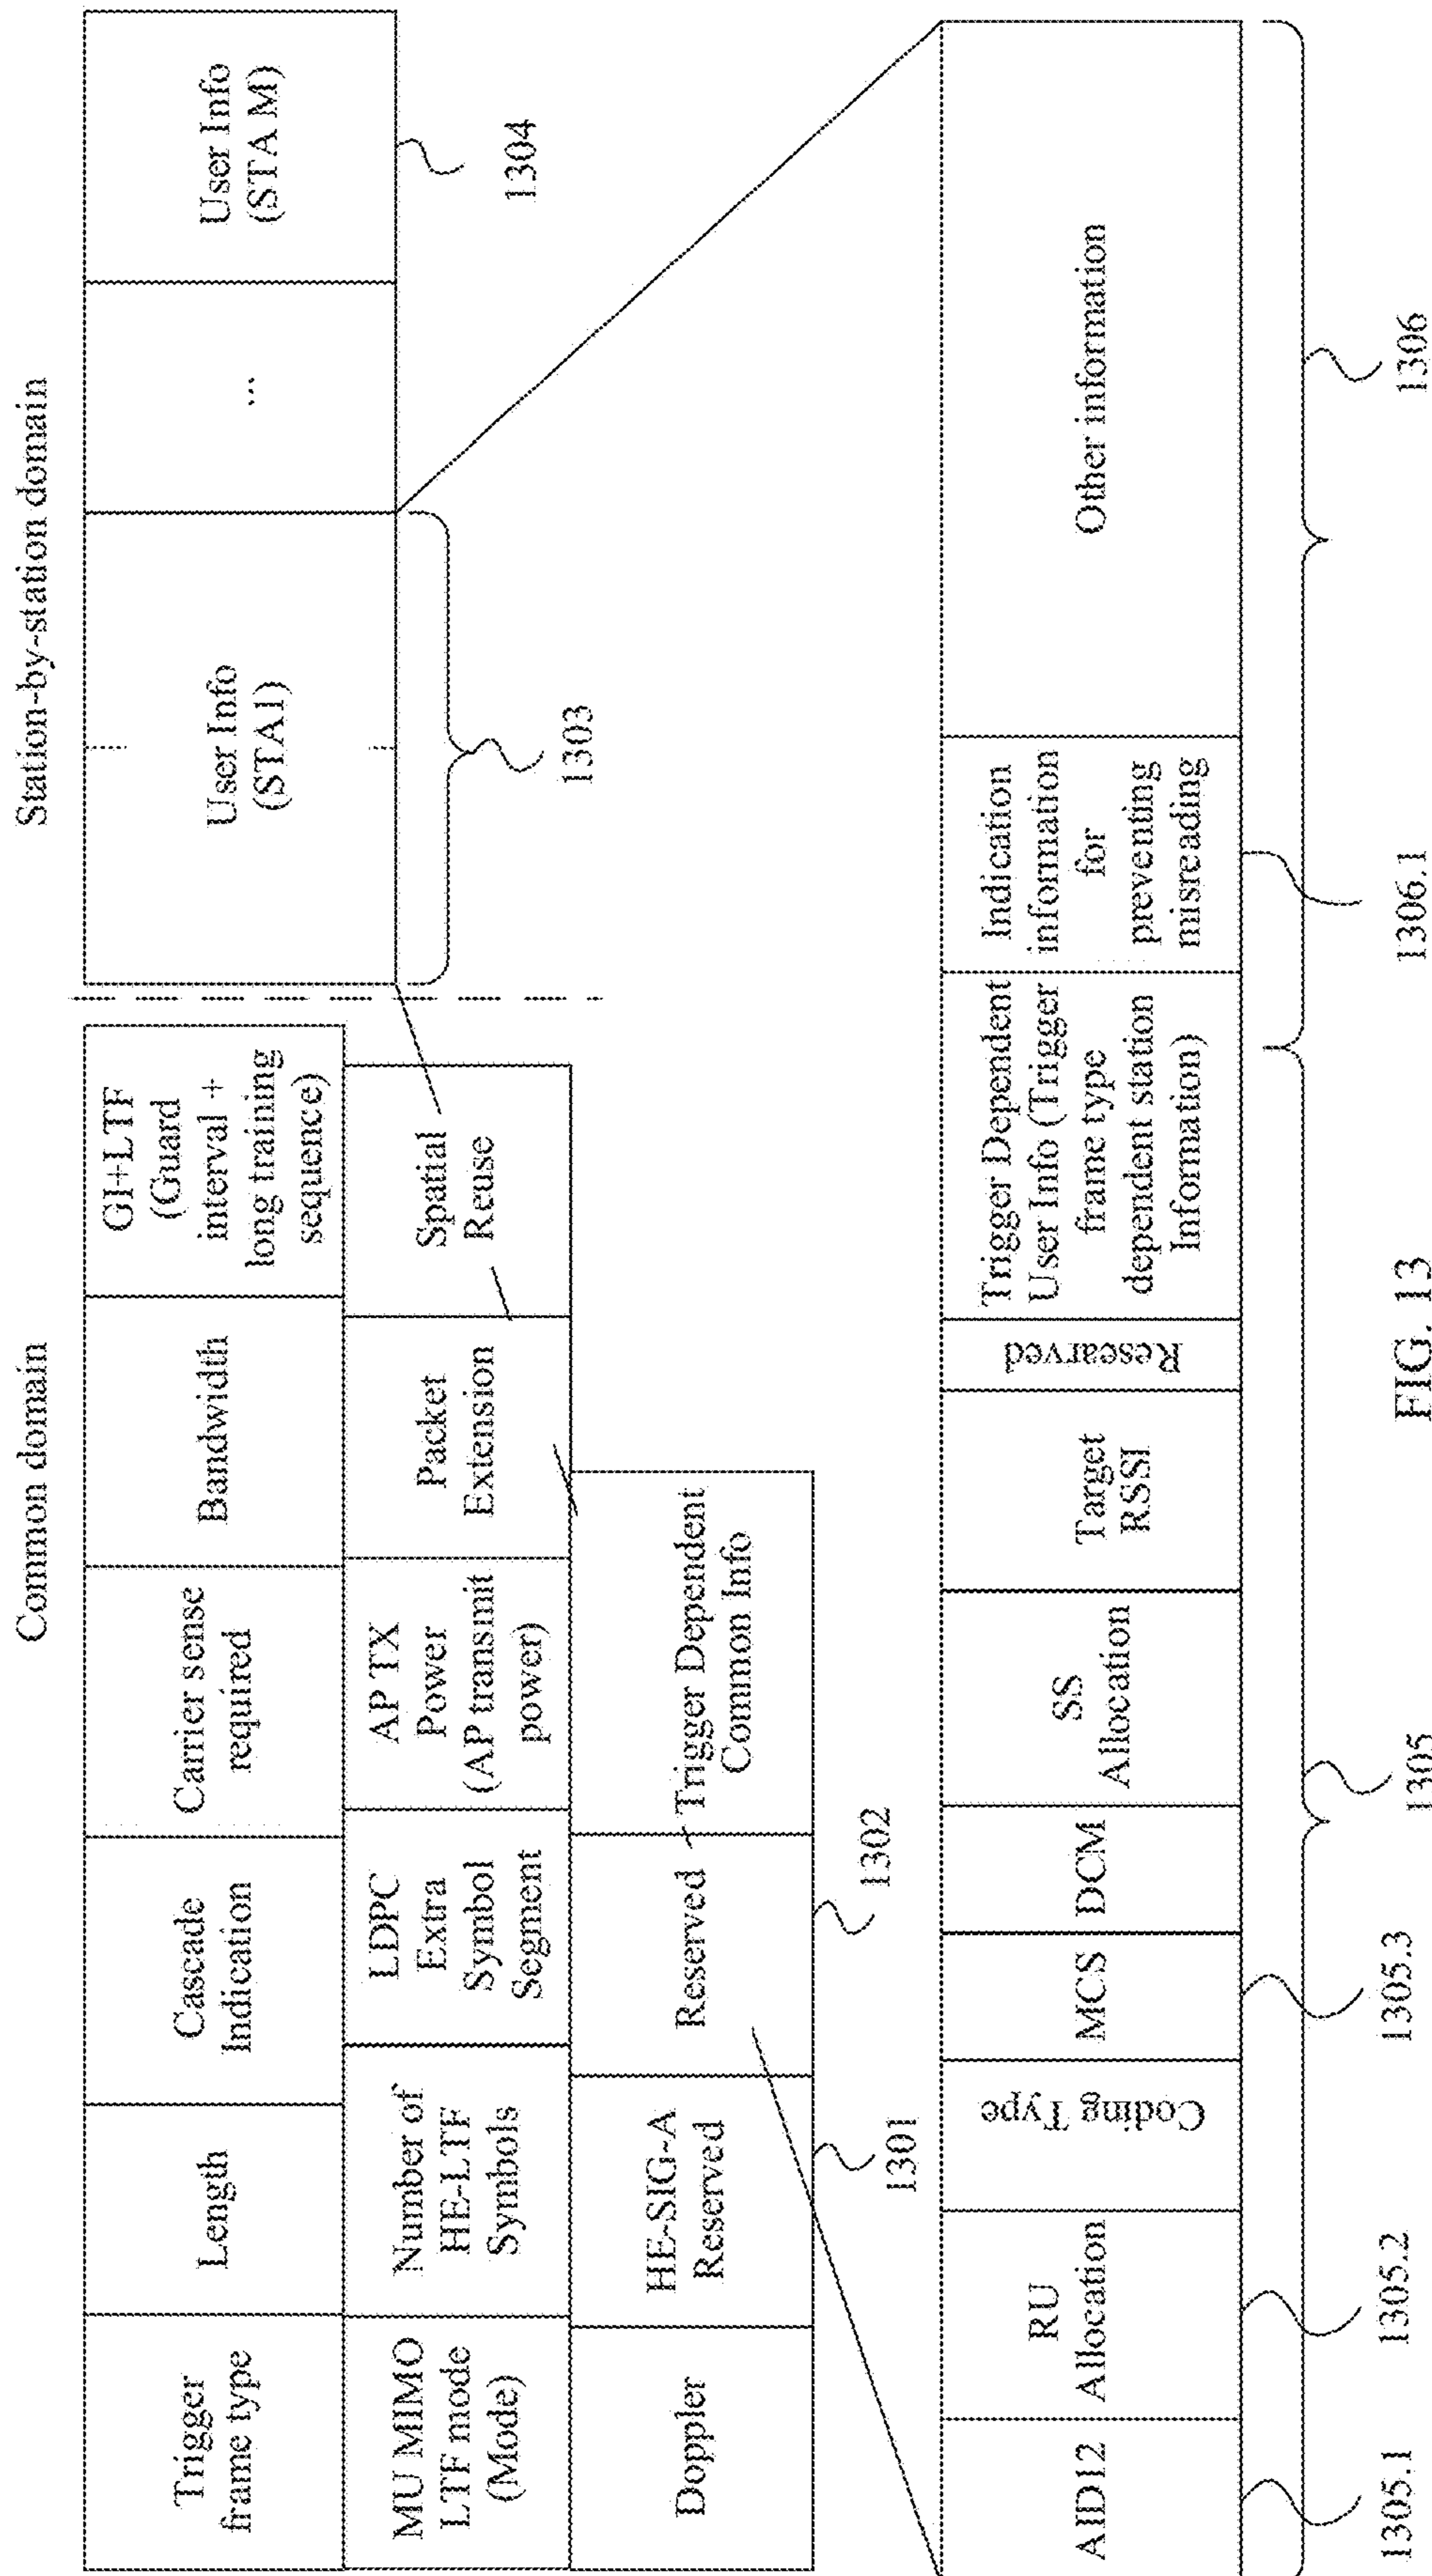 Common domain
Station-by-station domain
Trigger
frame type
Length
Cascade
Indication
Carrier sense
required
Bandwidth
GI+LTF
(Guard
interval +
long training
sequence)
User Info
(STA1)
...
User Info
(STA M)
MU MIMO
LTF mode
(Mode)
Number of
HE-LTF
Symbols
LDPC
Extra
Symbol
Segment
AP TX
Power
(AP transmit
power)
Packet
Extension
Spatial
Reuse
1303
1304
Doppler
HE-SIG-A
Reserved
Reserved
Trigger Dependent
Common Info
1301
1302
AID12
RU
Allocation
Coding Type
MCS
DCM
SS
Allocation
Target
RSSI
Researved
Trigger Dependent
User Info (Trigger
frame type
dependent station
Information)
Indication
information
for
preventing
misreading
Other information
1305.1
1305.2
1305.3
1305
1306.1
1306
FIG. 13